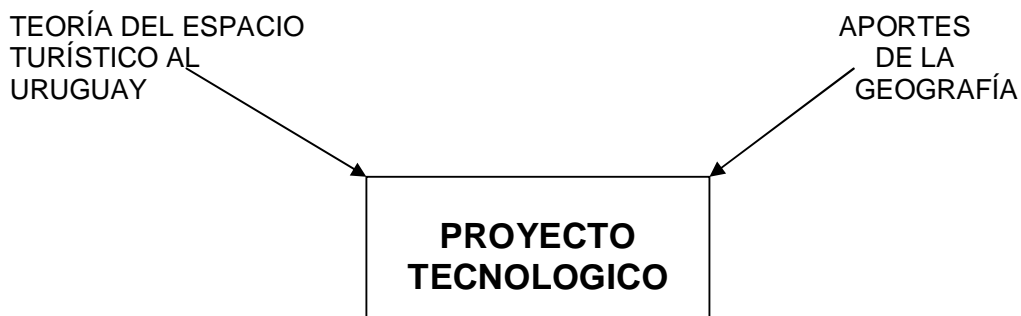 TEORÍA DEL ESPACIO
TURÍSTICO AL
URUGUAY
APORTES
DE LA
GEOGRAFÍA
PROYECTO
TECNOLOGICO